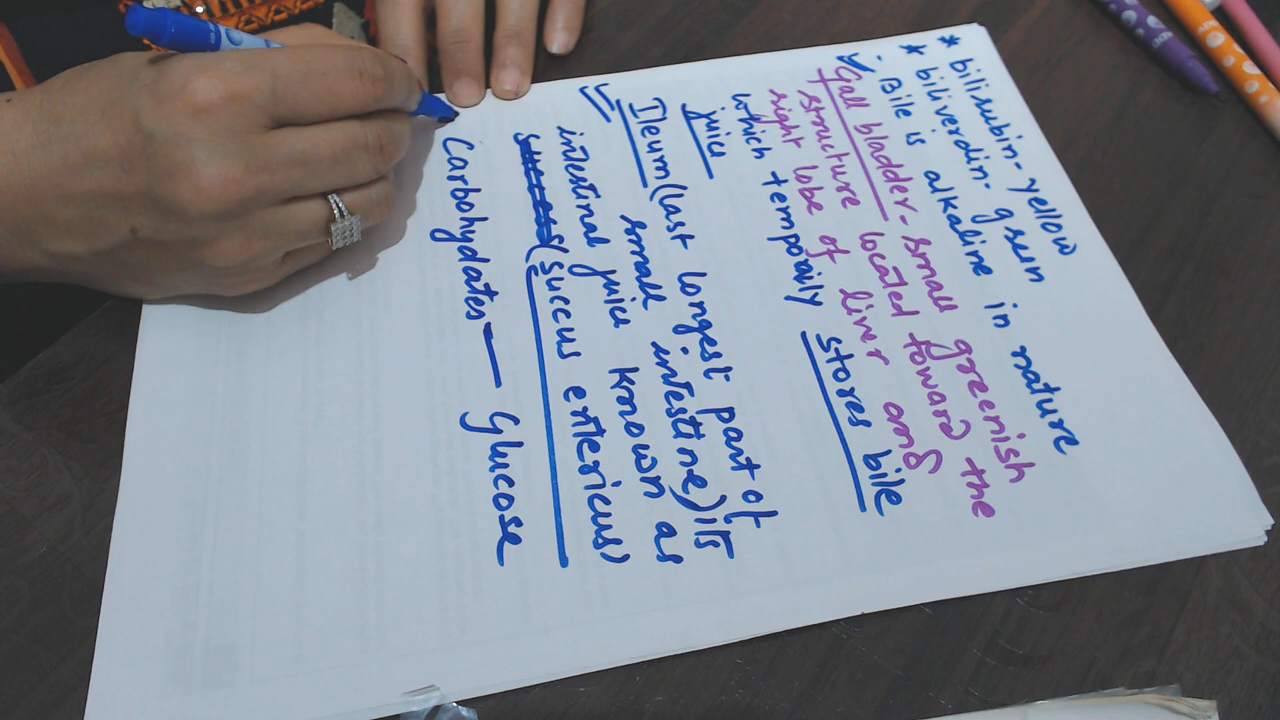 * bilirubin - yellow
* biliverdin - green
Bile is alkaline in nature
Gall bladder - small greenish
structure located toward the
right lobe of liver and
which temporily stores bile
juice
Ileum (last longest part of
small intestine) its
intestinal juice known as
(succus entericus)
Carbohydrates — Glucose